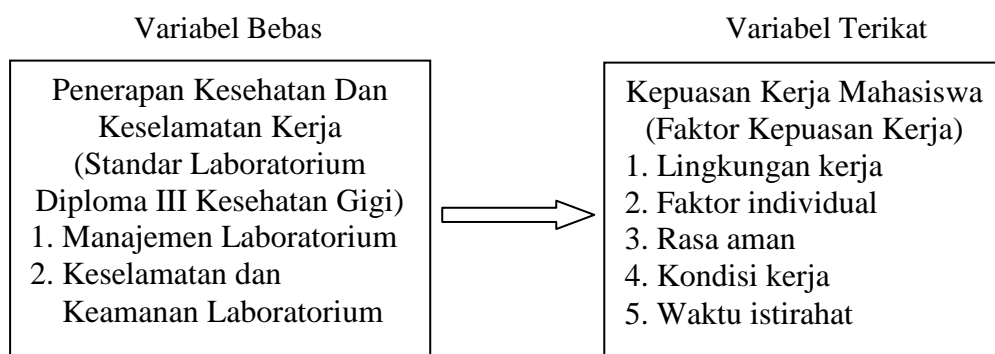 Variabel Bebas
Penerapan Kesehatan Dan
Keselamatan Kerja
(Standar Laboratorium
Diploma III Kesehatan Gigi)
1. Manajemen Laboratorium
2. Keselamatan dan
Keamanan Laboratorium
Variabel Terikat
Kepuasan Kerja Mahasiswa
(Faktor Kepuasan Kerja)
1. Lingkungan kerja
2. Faktor individual
3. Rasa aman
4. Kondisi kerja
5. Waktu istirahat